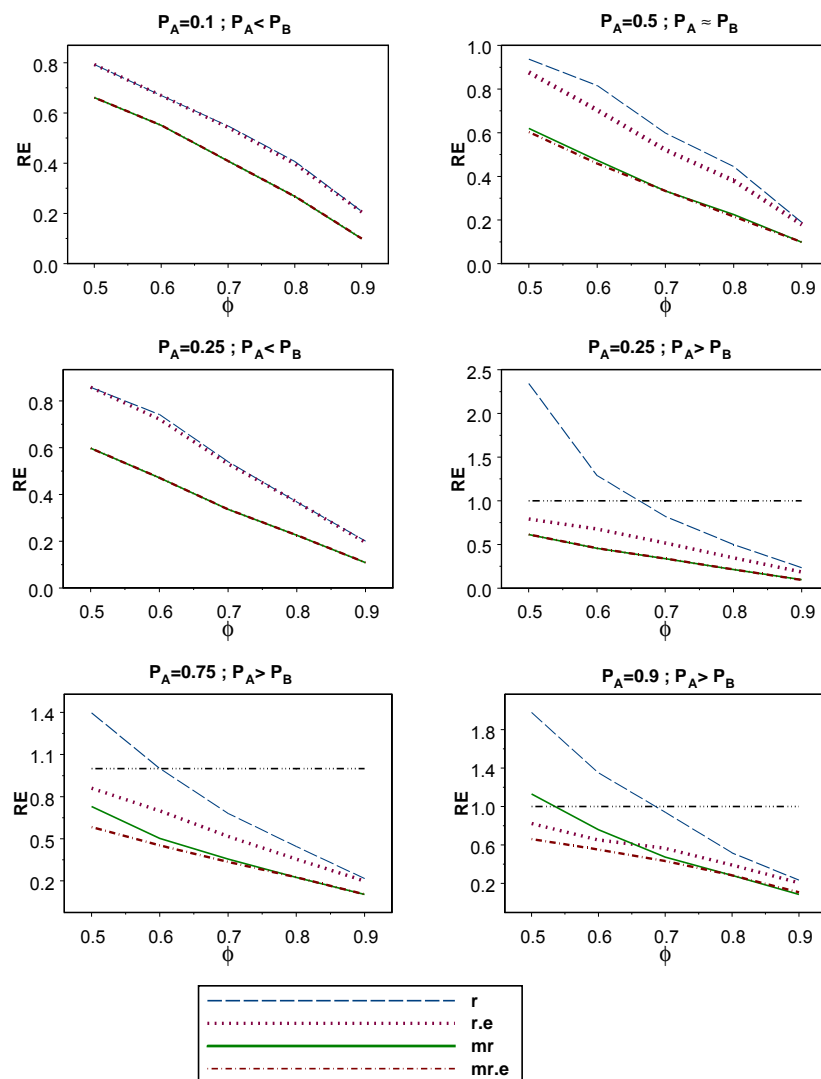 P_A=0.1 ; P_A< P_B
RE
0.8
0.6
0.4
0.2
0.0
0.5 0.6 0.7 0.8 0.9
ϕ
P_A=0.5 ; P_A ≈ P_B
RE
1.0
0.8
0.6
0.4
0.2
0.0
0.5 0.6 0.7 0.8 0.9
ϕ
P_A=0.25 ; P_A< P_B
RE
0.8
0.6
0.4
0.2
0.0
0.5 0.6 0.7 0.8 0.9
ϕ
P_A=0.25 ; P_A> P_B
RE
2.5
2.0
1.5
1.0
0.5
0.0
0.5 0.6 0.7 0.8 0.9
ϕ
P_A=0.75 ; P_A> P_B
RE
1.4
1.1
0.8
0.5
0.2
0.5 0.6 0.7 0.8 0.9
ϕ
P_A=0.9 ; P_A> P_B
RE
1.8
1.4
1.0
0.6
0.2
0.5 0.6 0.7 0.8 0.9
ϕ
r
r.e
mr
mr.e